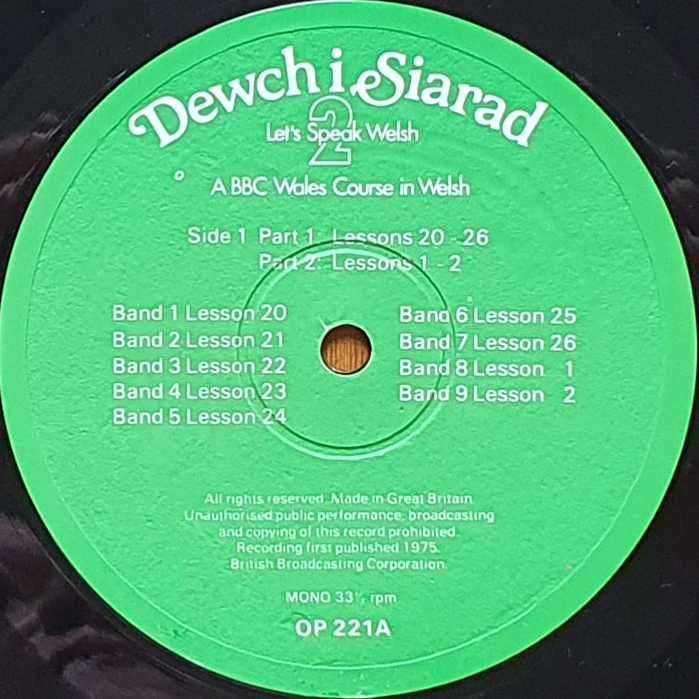 Dewch i Siarad
2
Let's Speak Welsh
A BBC Wales Course in Welsh
Side 1 Part 1: Lessons 20 - 26
Part 2: Lessons 1 - 2
Band 1 Lesson 20
Band 2 Lesson 21
Band 3 Lesson 22
Band 4 Lesson 23
Band 5 Lesson 24
Band 6 Lesson 25
Band 7 Lesson 26
Band 8 Lesson 1
Band 9 Lesson 2
All rights reserved. Made in Great Britain.
Unauthorised public performance, broadcasting
and copying of this record prohibited.
Recording first published 1975.
British Broadcasting Corporation.
MONO 33⅓ rpm
OP 221A